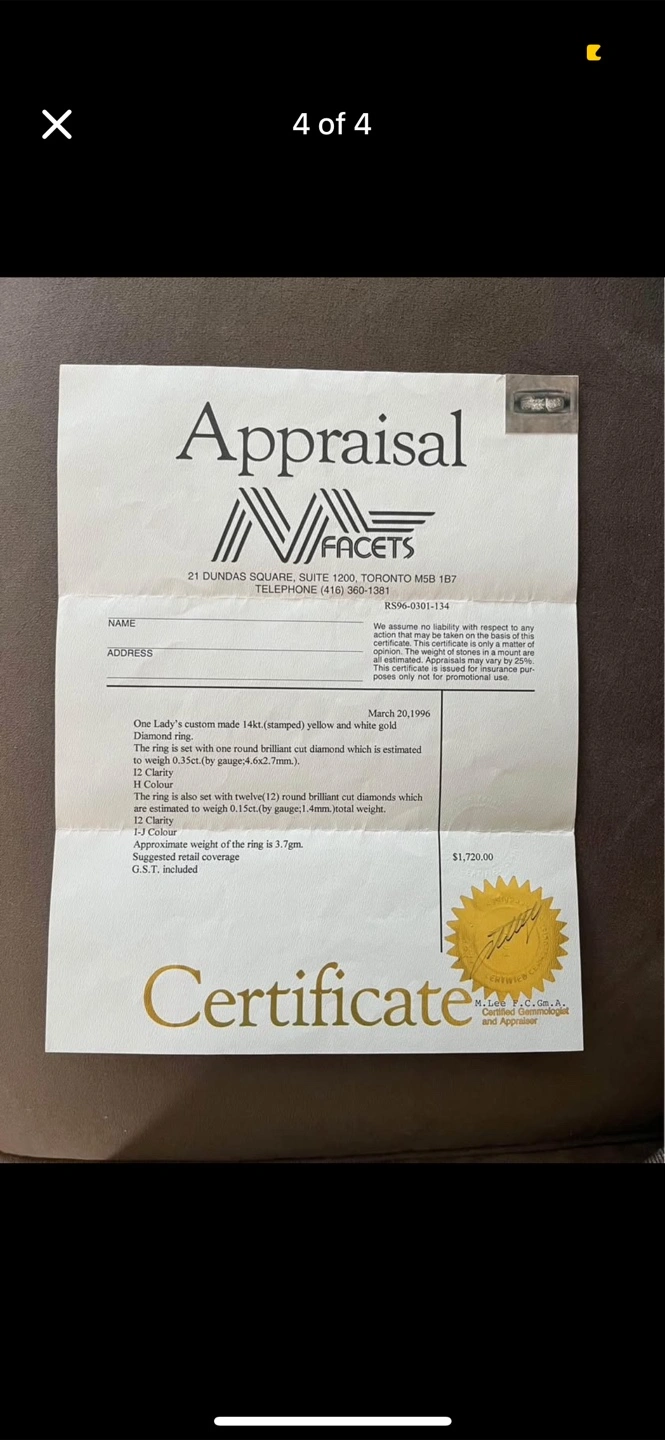 4 of 4
Appraisal
FACETS
21 DUNDAS SQUARE, SUITE 1200, TORONTO M5B 1B7
TELEPHONE (416) 360-1381
RS96-0301-134
NAME
ADDRESS
We assume no liability with respect to any
action that may be taken on the basis of this
certificate. This certificate is only a matter of
opinion. The weight of stones in a mount are
all estimated. Appraisals may vary by 25%.
This certificate is issued for insurance pur-
poses only not for promotional use.
March 20,1996
One Lady's custom made 14kt.(stamped) yellow and white gold
Diamond ring.
The ring is set with one round brilliant cut diamond which is estimated
to weigh 0.35ct.(by gauge;4.6x2.7mm.).
I2 Clarity
H Colour
The ring is also set with twelve(12) round brilliant cut diamonds which
are estimated to weigh 0.15ct.(by gauge;1.4mm.)total weight.
I2 Clarity
I-J Colour
Approximate weight of the ring is 3.7gm.
Suggested retail coverage $1,720.00
G.S.T. included
CERTIFIED
Certificate
M.Lee F.C.Gm.A.
Certified Gemmologist
and Appraiser